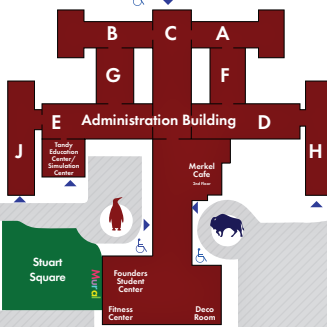 B C A
G F
E Administration Building D
J H
Tandy
Education
Center/
Simulation
Center
Merkel
Cafe
2nd Floor
Stuart
Square
Mural
Founders
Student
Center
Fitness
Center
Deco
Room